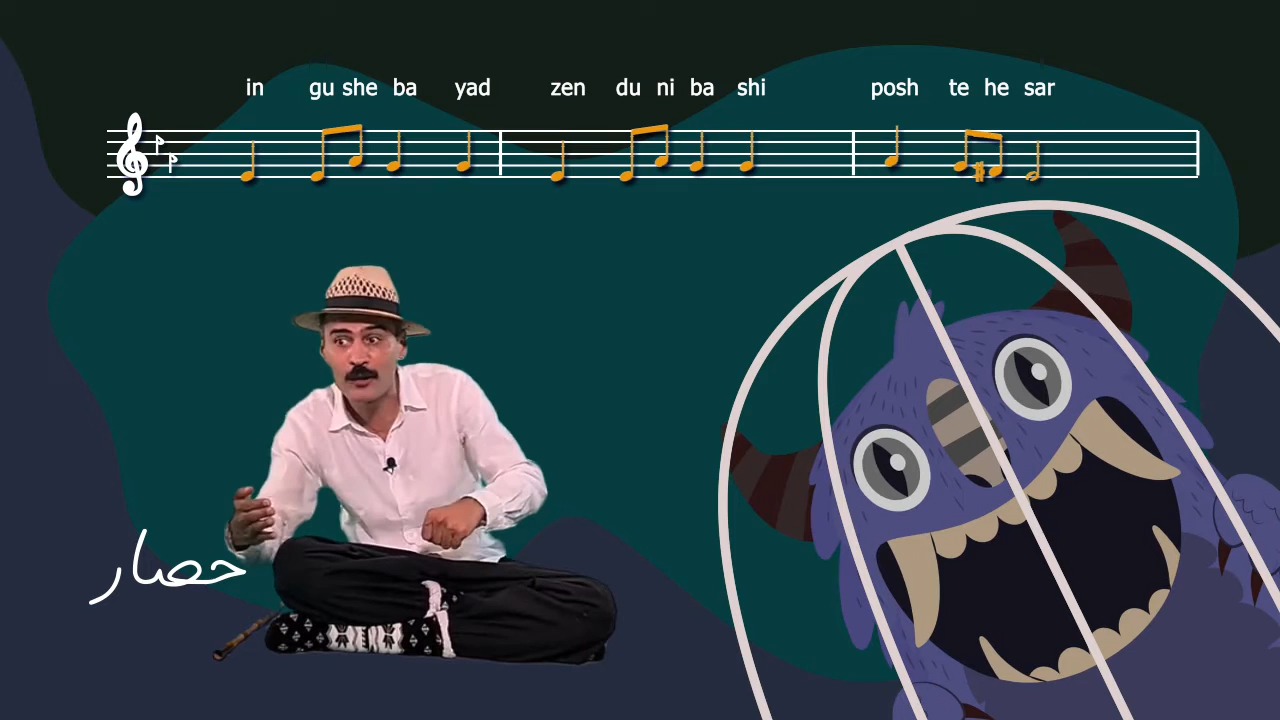 in gu she ba yad zen du ni ba shi posh te he sar
حصار